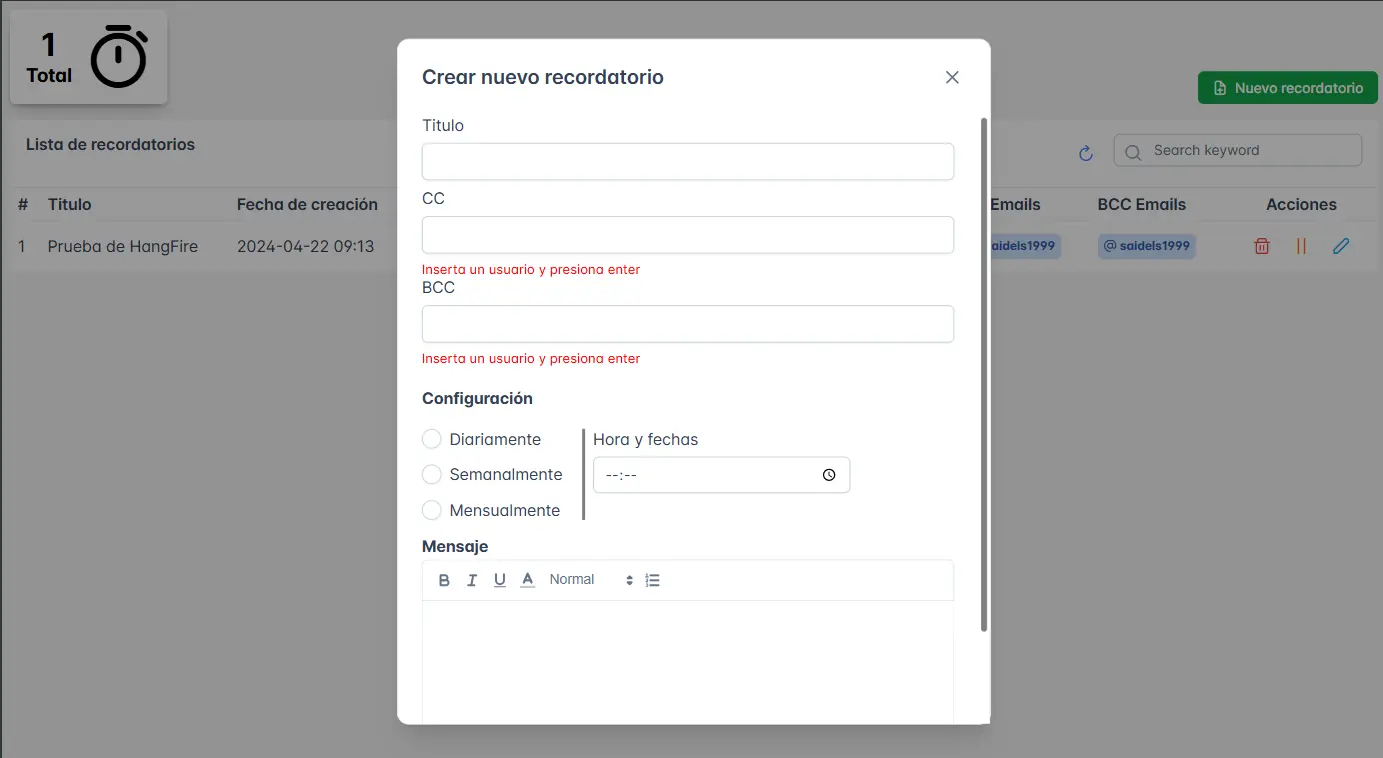 1
Total
Nuevo recordatorio
Lista de recordatorios
Search keyword
# Titulo Fecha de creación Emails BCC Emails Acciones
1 Prueba de HangFire 2024-04-22 09:13 aidels1999 @ saidels1999
Crear nuevo recordatorio
Titulo
CC
Inserta un usuario y presiona enter
BCC
Inserta un usuario y presiona enter
Configuración
Diariamente
Semanalmente
Mensualmente
Hora y fechas
--:--
Mensaje
B I U A Normal